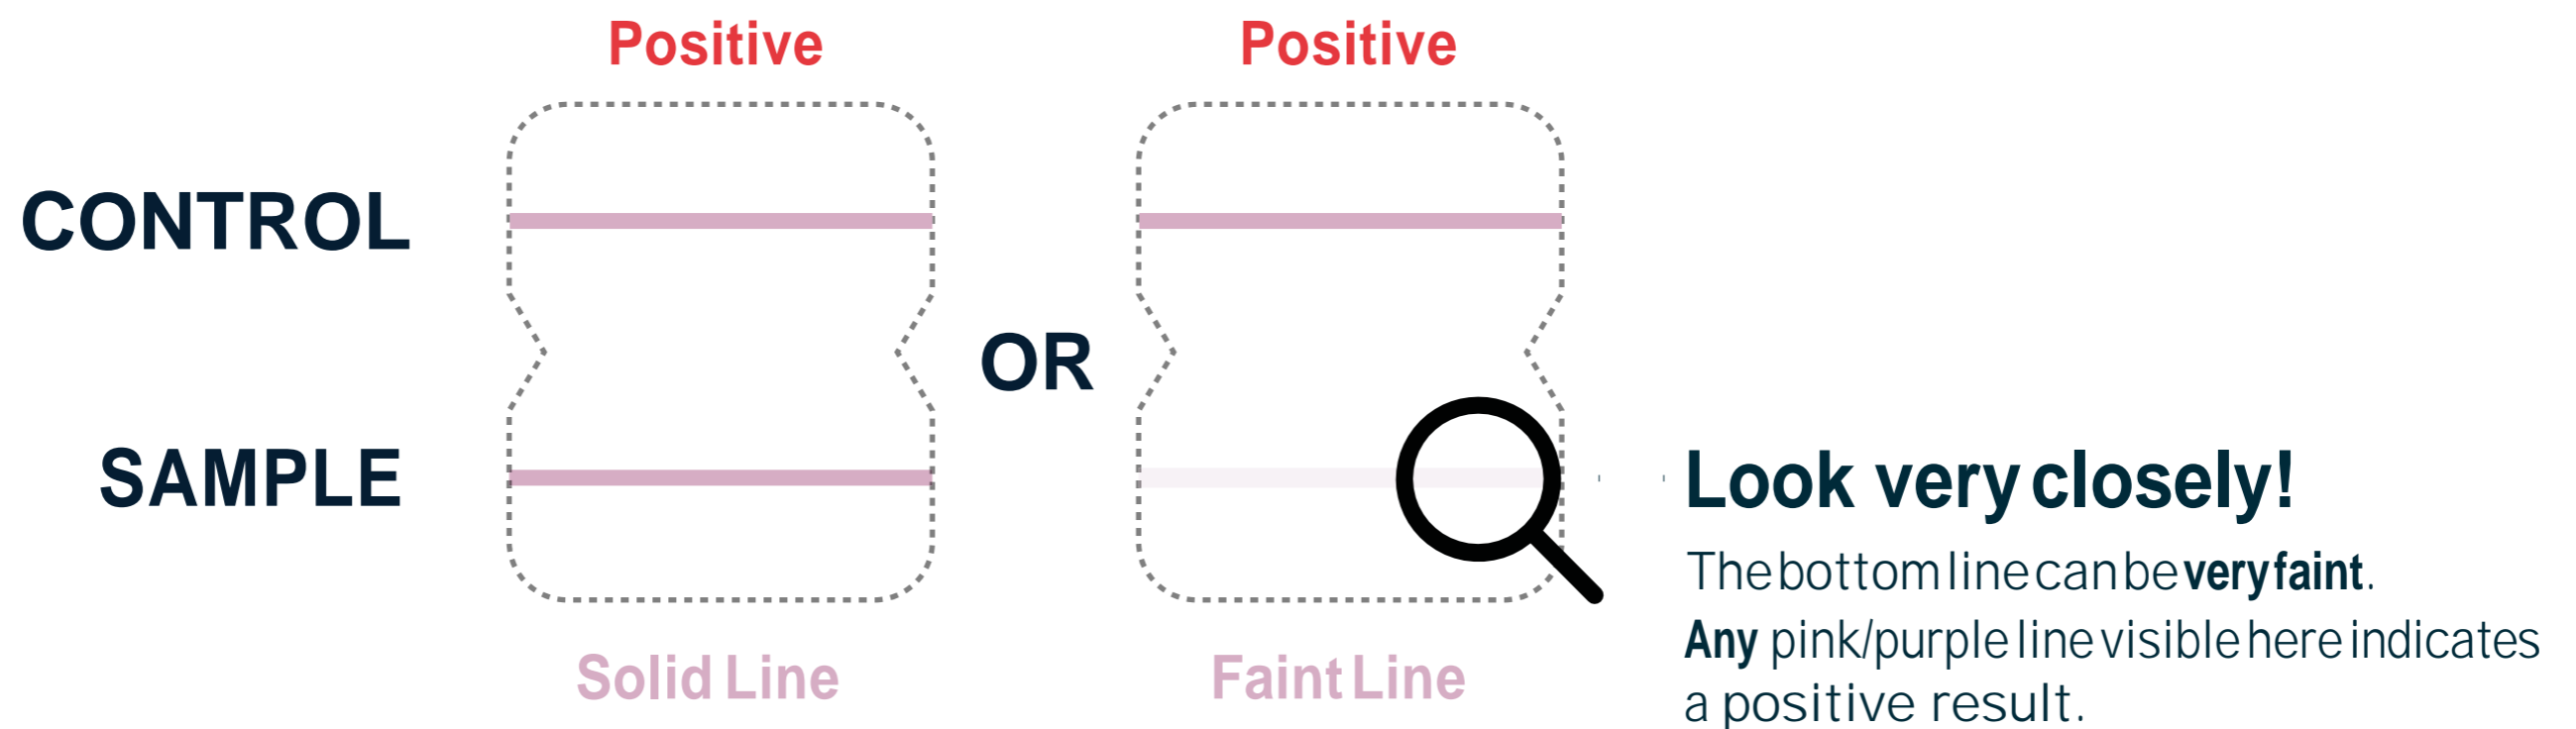 Positive Positive
CONTROL
OR
SAMPLE
Look very closely!
The bottom line can be very faint.
Any pink/purple line visible here indicates
a positive result.
Solid Line Faint Line